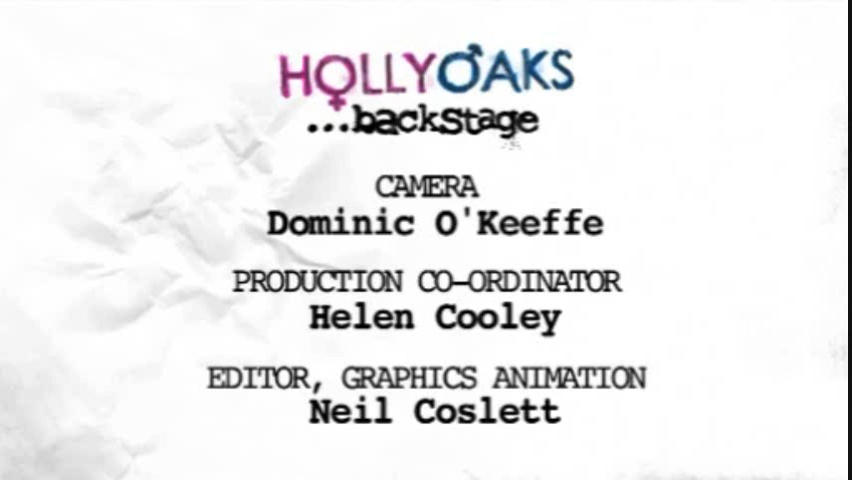 HOLLYOAKS
...backstage
CAMERA
Dominic O'Keeffe
PRODUCTION CO-ORDINATOR
Helen Cooley
EDITOR, GRAPHICS ANIMATION
Neil Coslett